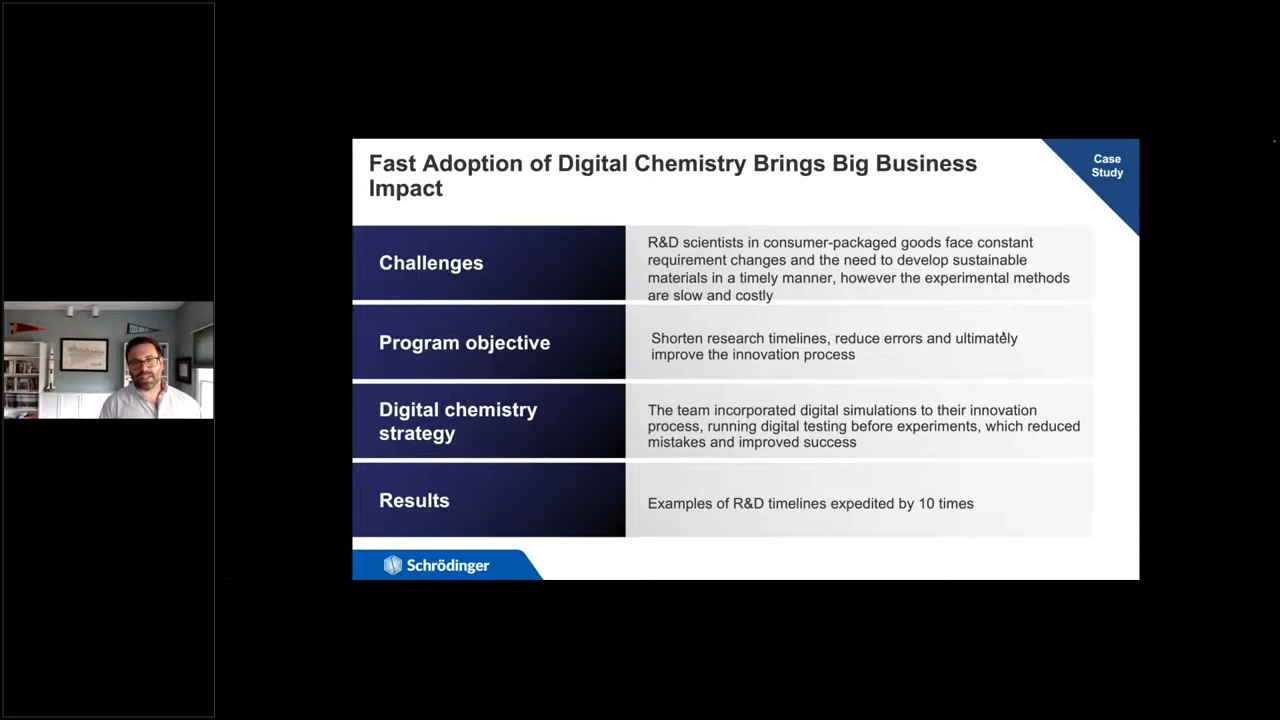 Fast Adoption of Digital Chemistry Brings Big Business
Impact
Case
Study
Challenges
R&D scientists in consumer-packaged goods face constant
requirement changes and the need to develop sustainable
materials in a timely manner, however the experimental methods
are slow and costly
Program objective
Shorten research timelines, reduce errors and ultimately
improve the innovation process
Digital chemistry
strategy
The team incorporated digital simulations to their innovation
process, running digital testing before experiments, which reduced
mistakes and improved success
Results
Examples of R&D timelines expedited by 10 times
Schrödinger